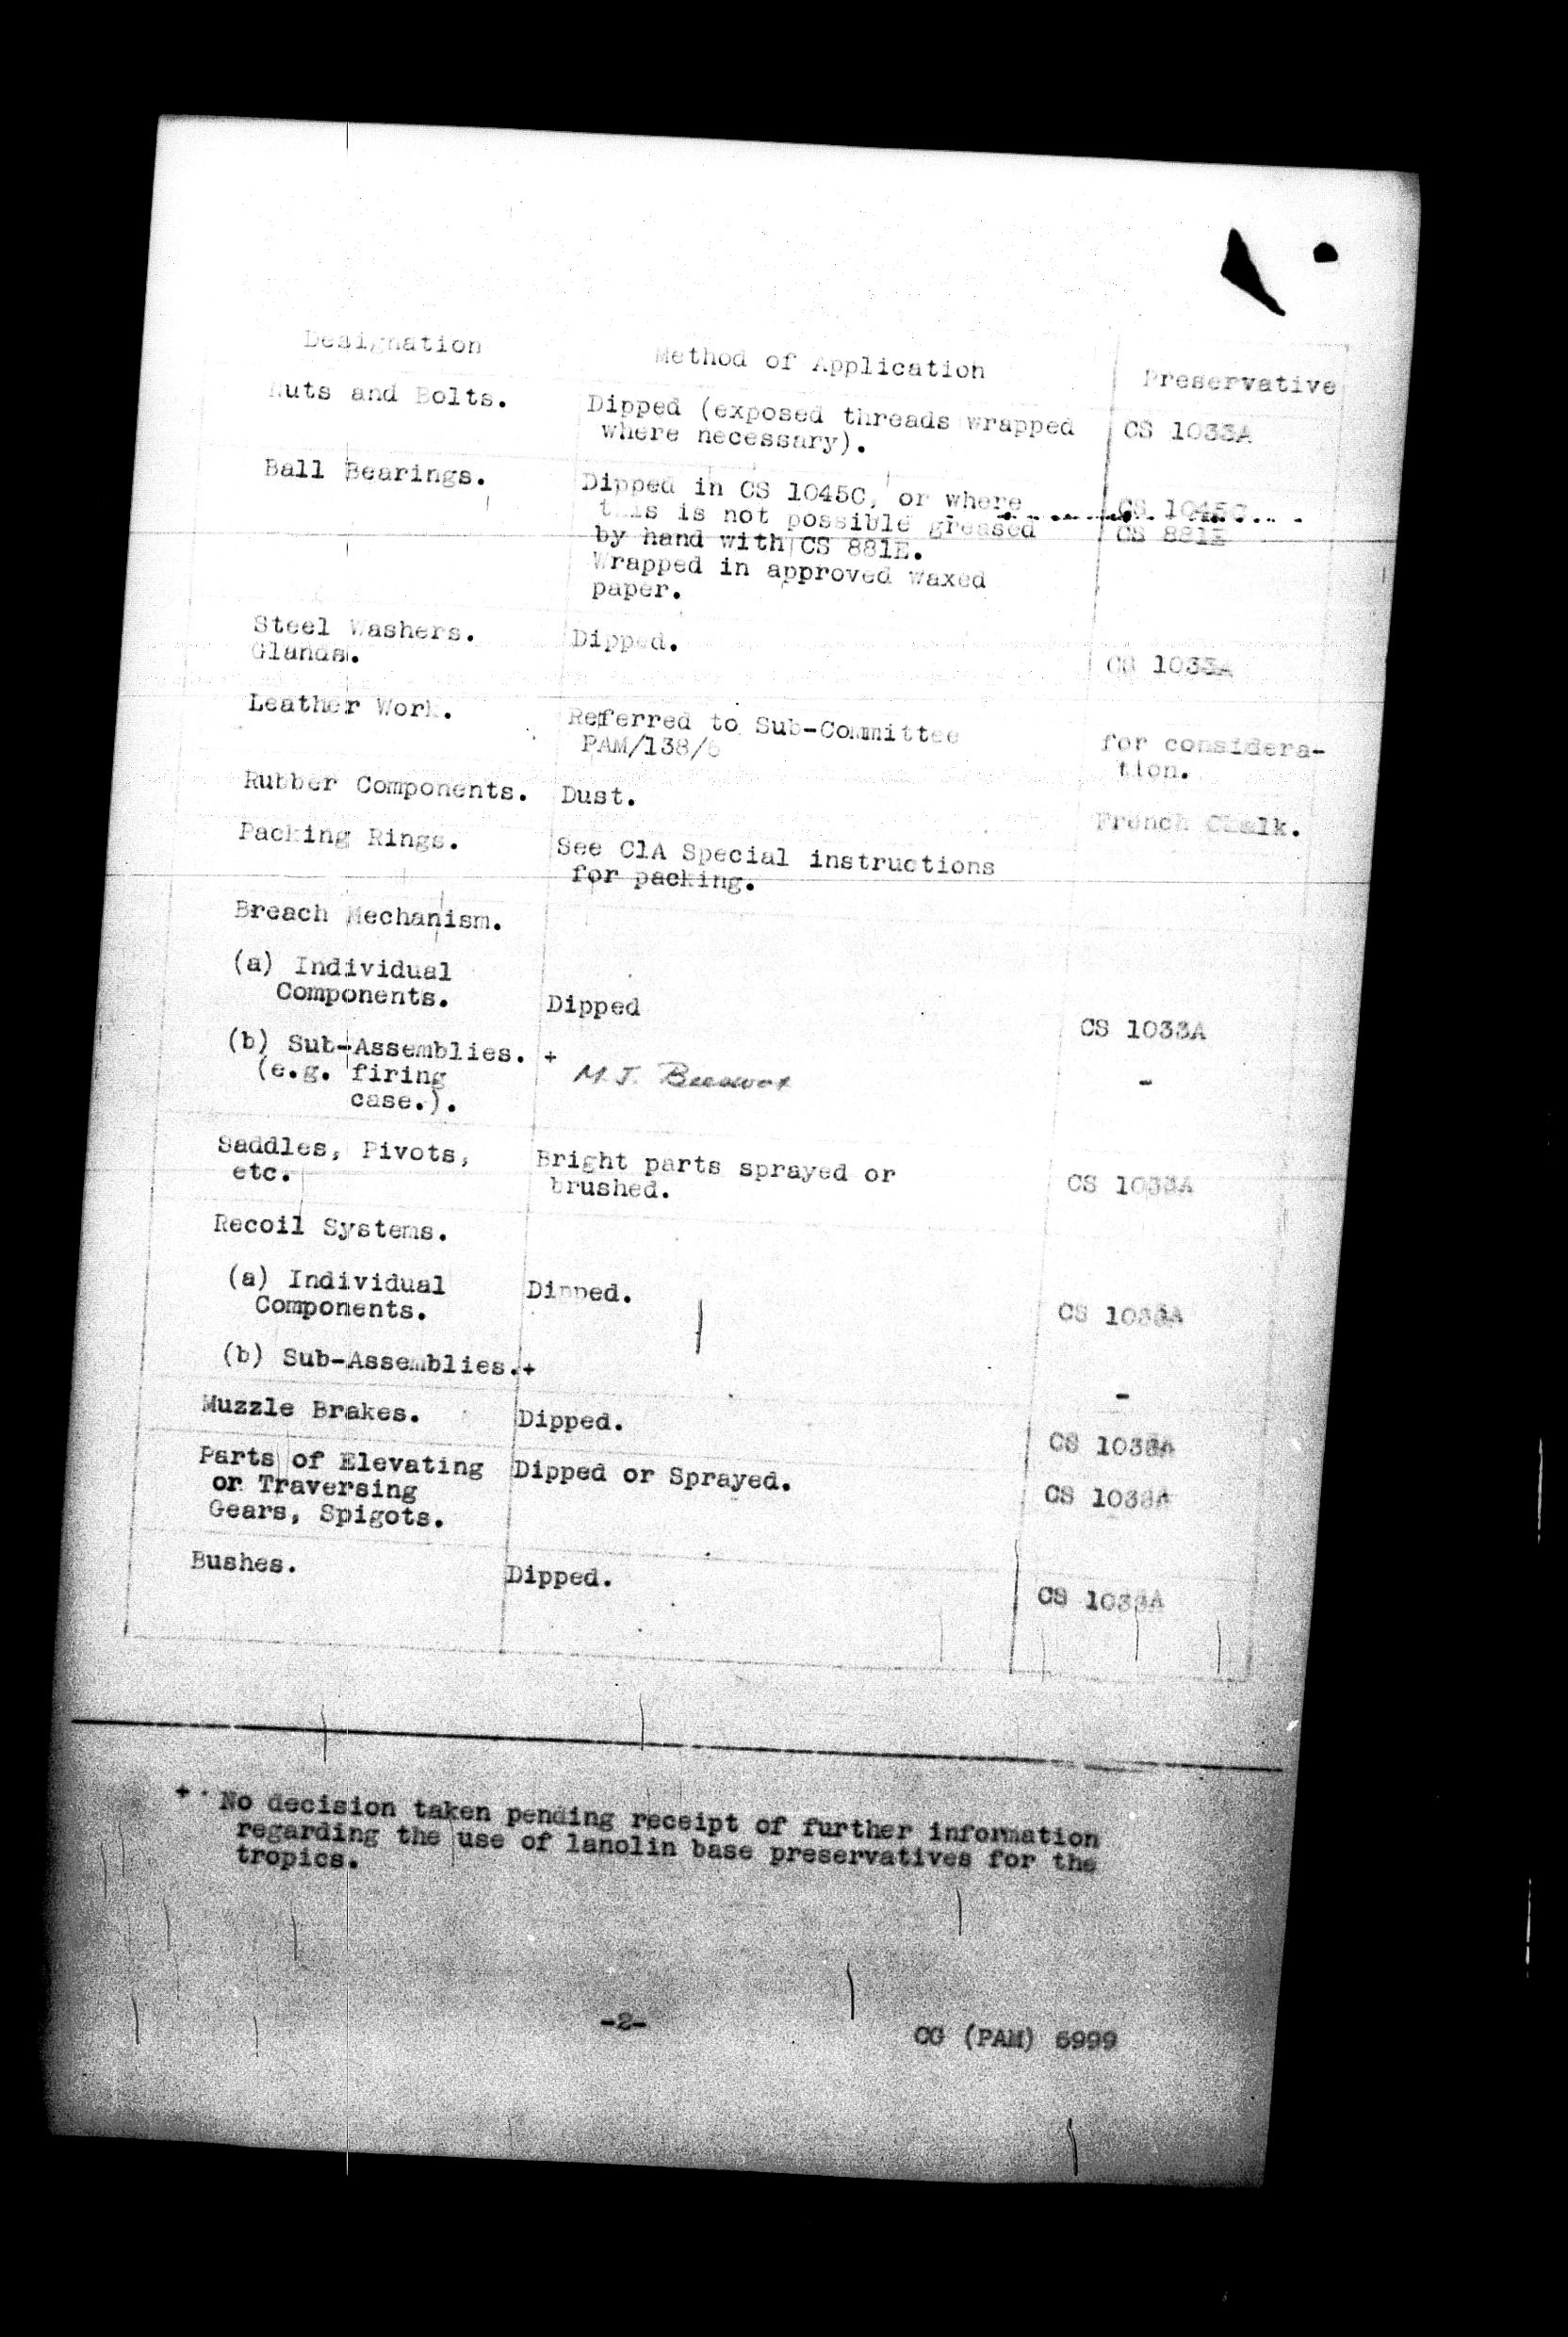 Designation Method of Application Preservative
Nuts and Bolts. Dipped (exposed threads wrapped CS 1033A
where necessary).
Ball Bearings. Dipped in CS 1045C, or where CS 1045C
this is not possible greased CS 881E
by hand with CS 881E.
Wrapped in approved waxed
paper.
Steel Washers. Dipped. CS 1033A
Glands.
Leather Work. Referred to Sub-Committee for considera-
PAM/138/6 tion.
Rubber Components. Dust. French Chalk.
Packing Rings. See C1A Special instructions
for packing.
Breach Mechanism.
(a) Individual
Components. Dipped CS 1033A
(b) Sub-Assemblies. + -
(e.g. firing M.J.
case.).
Saddles, Pivots, Bright parts sprayed or CS 1033A
etc. brushed.
Recoil Systems.
(a) Individual Dipped. CS 1033A
Components.
(b) Sub-Assemblies.+ -
Muzzle Brakes. Dipped. CS 1033A
Parts of Elevating Dipped or Sprayed. CS 1033A
or Traversing
Gears, Spigots.
Bushes. Dipped. CS 1033A
+ No decision taken pending receipt of further information
regarding the use of lanolin base preservatives for the
tropics.
-2-
CG (PAM) 6999